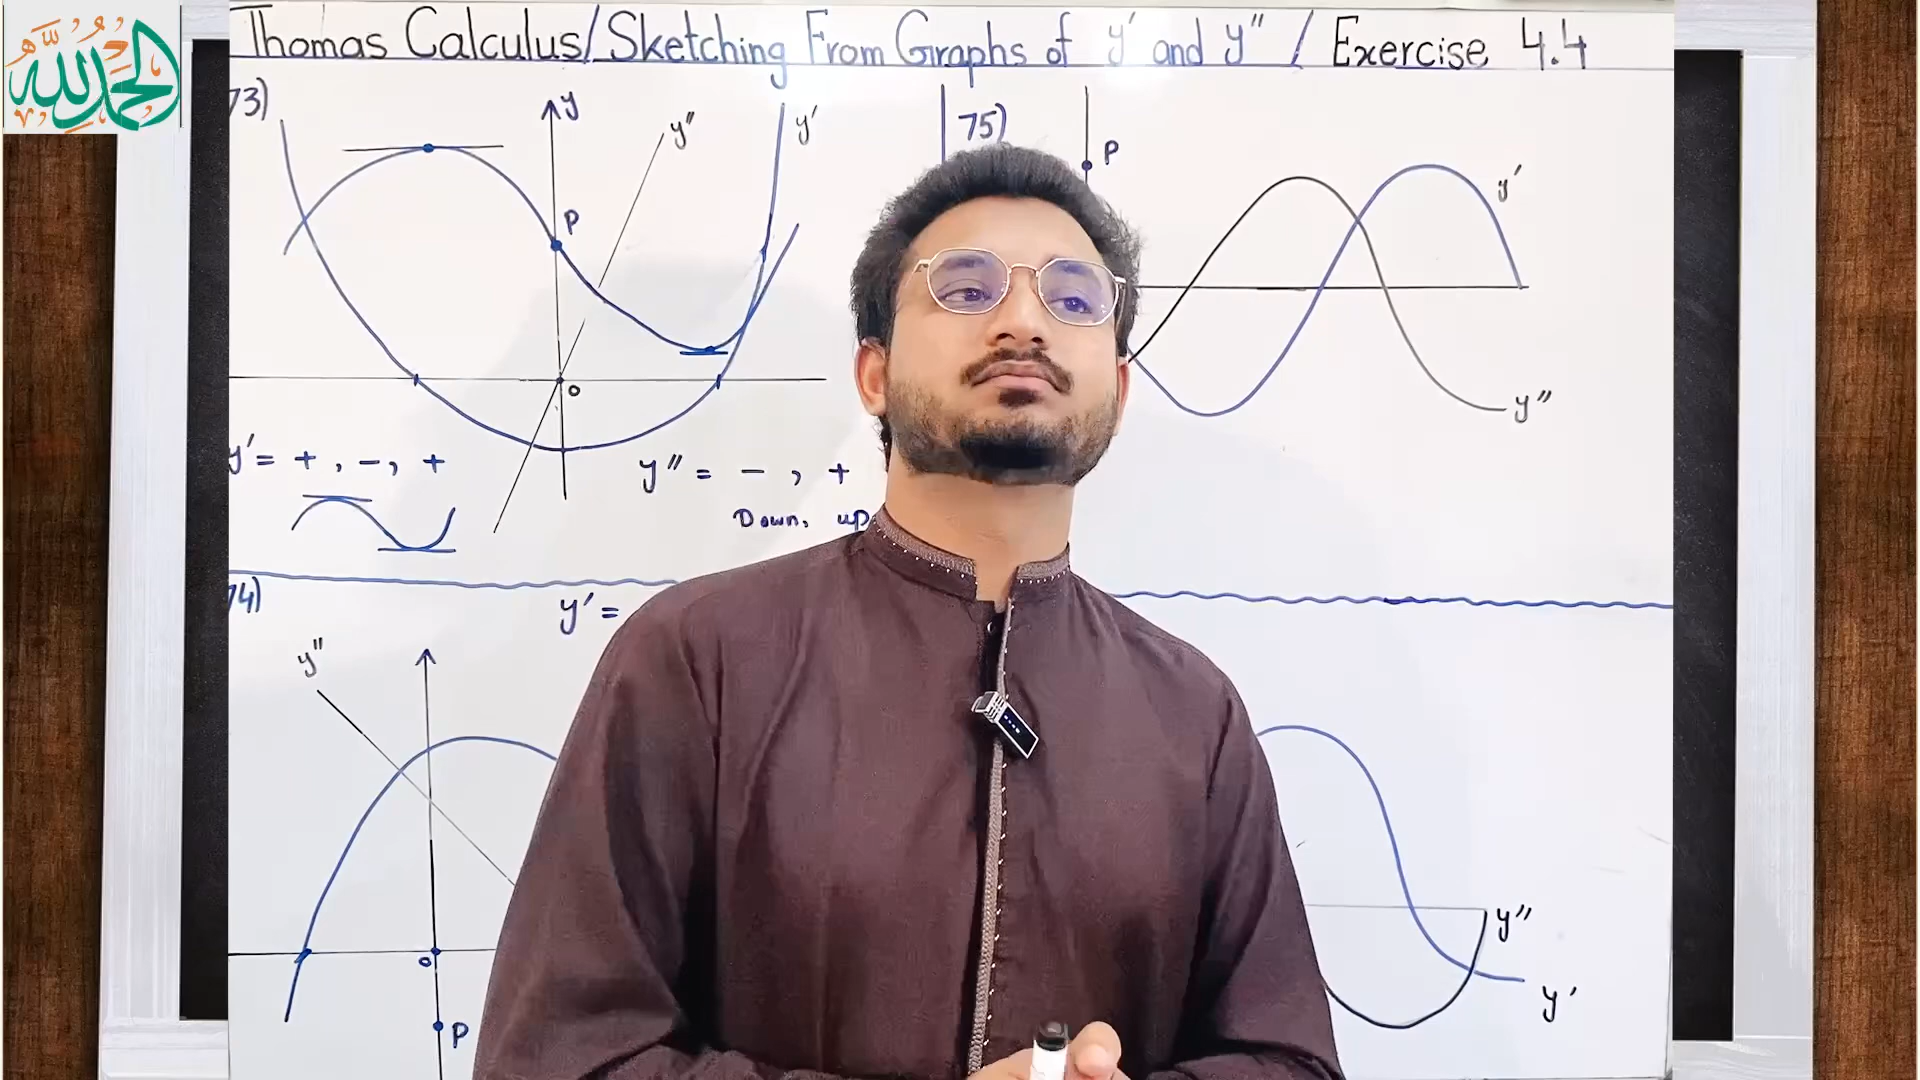 الحمد لله
Thomas Calculus/Sketching From Graphs of y′ and y″ / Exercise 4.4
73)
y
y″
y′
P
o
y′ = + , - , +
y″ = - , +
Down, up
75)
P
y′
y″
74)
y′ =
y″
o
P
y″
y′